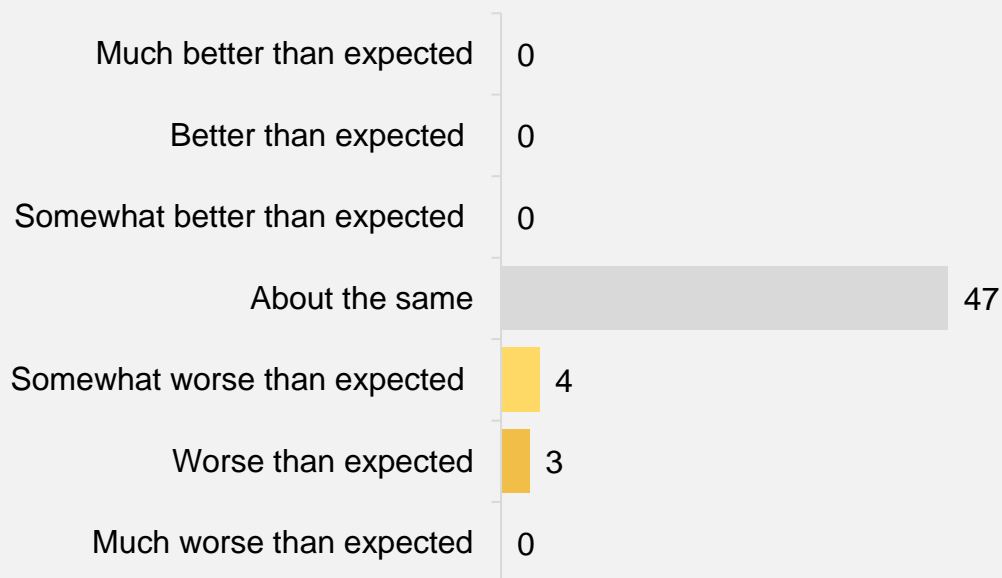 Much better than expected 0
Better than expected 0
Somewhat better than expected 0
About the same 47
Somewhat worse than expected 4
Worse than expected 3
Much worse than expected 0